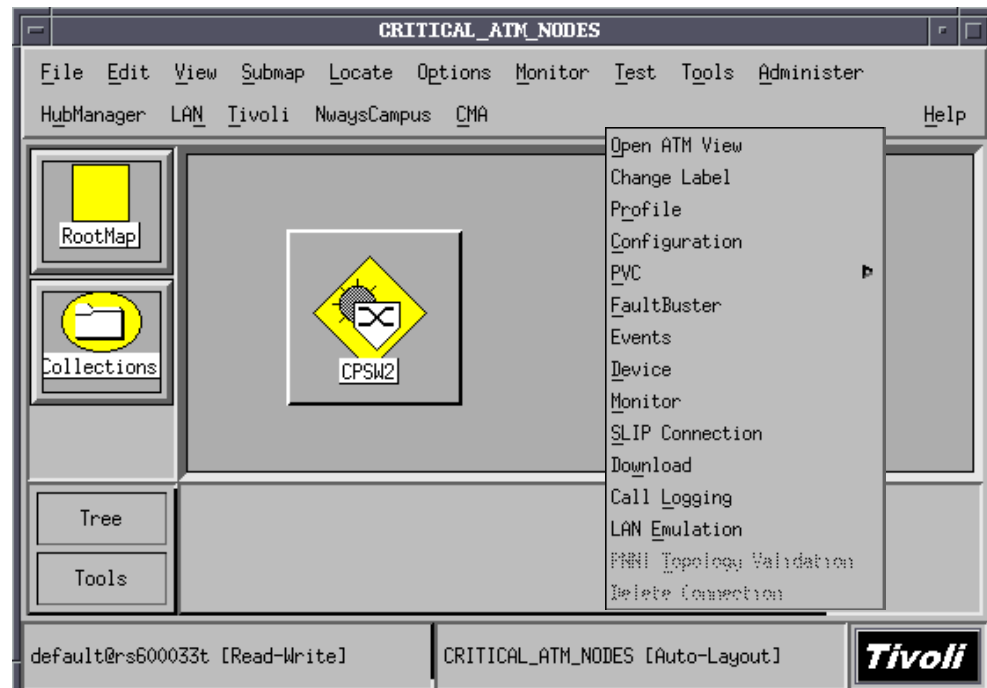 CRITICAL_ATM_NODES
File Edit View Submap Locate Options Monitor Test Tools Administer
HubManager LAN Tivoli NwaysCampus CMA Help
RootMap
Collections
CPSW2
Open ATM View
Change Label
Profile
Configuration
PVC
FaultBuster
Events
Device
Monitor
SLIP Connection
Download
Call Logging
LAN Emulation
PNNI Topology Validation
Delete Connection
Tree
Tools
default@rs600033t [Read-Write]
CRITICAL_ATM_NODES [Auto-Layout]
Tivoli